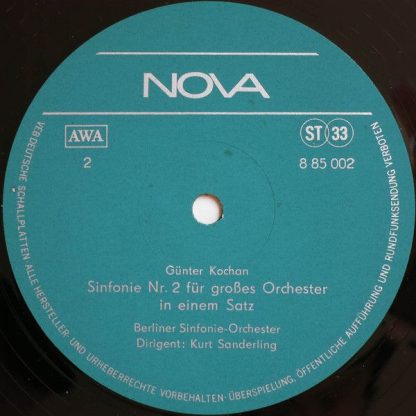 NOVA
AWA
ST 33
2
8 85 002
Günter Kochan
Sinfonie Nr. 2 für großes Orchester
in einem Satz
Berliner Sinfonie-Orchester
Dirigent: Kurt Sanderling
VEB DEUTSCHE SCHALLPLATTEN ALLE HERSTELLER- UND URHEBERRECHTE VORBEHALTEN · ÜBERSPIELUNG, ÖFFENTLICHE AUFFÜHRUNG UND RUNDFUNKSENDUNG VERBOTEN